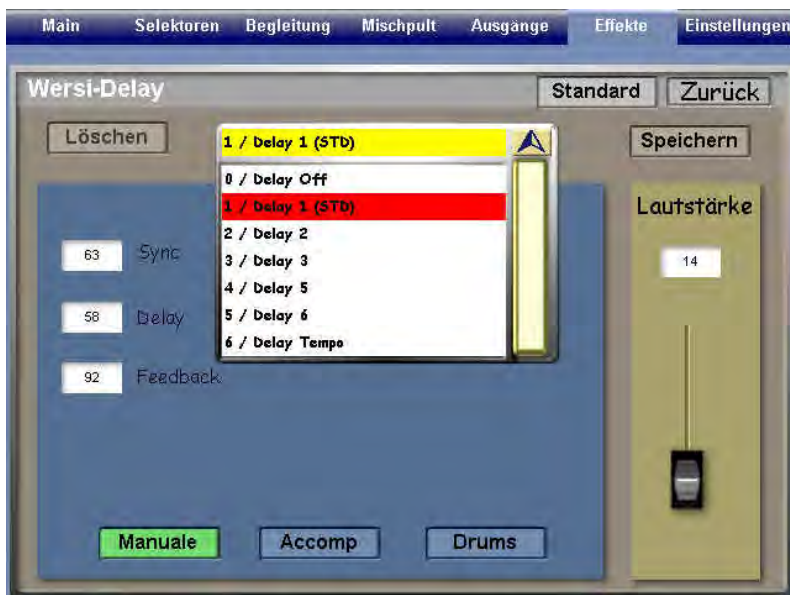 Main Selektoren Begleitung Mischpult Ausgänge Effekte Einstellungen
Wersi-Delay Standard Zurück
Löschen 1 / Delay 1 (STD) Speichern
0 / Delay Off
1 / Delay 1 (STD)
2 / Delay 2
3 / Delay 3
4 / Delay 5
5 / Delay 6
6 / Delay Tempo
63 Sync
58 Delay
92 Feedback
Lautstärke
14
Manuale Accomp Drums